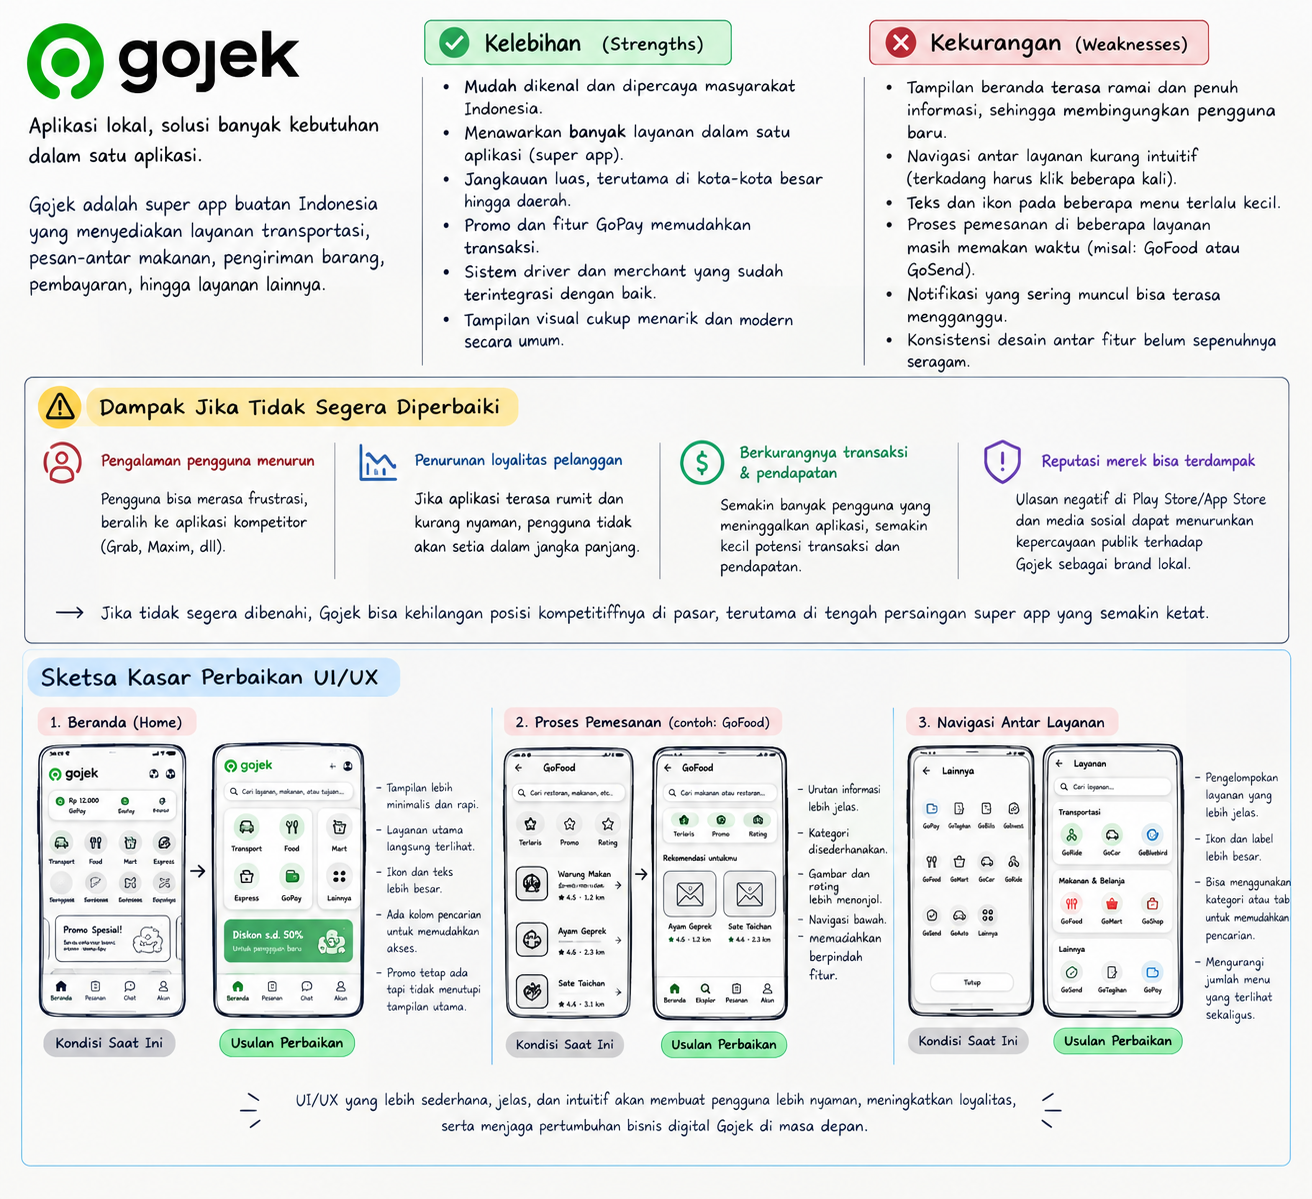 gojek
Aplikasi lokal, solusi banyak kebutuhan
dalam satu aplikasi.
Gojek adalah super app buatan Indonesia
yang menyediakan layanan transportasi,
pesan-antar makanan, pengiriman barang,
pembayaran, hingga layanan lainnya.
Kelebihan (Strengths)
• Mudah dikenal dan dipercaya masyarakat
Indonesia.
• Menawarkan banyak layanan dalam satu
aplikasi (super app).
• Jangkauan luas, terutama di kota-kota besar
hingga daerah.
• Promo dan fitur GoPay memudahkan
transaksi.
• Sistem driver dan merchant yang sudah
terintegrasi dengan baik.
• Tampilan visual cukup menarik dan modern
secara umum.
Kekurangan (Weaknesses)
• Tampilan beranda terasa ramai dan penuh
informasi, sehingga membingungkan pengguna
baru.
• Navigasi antar layanan kurang intuitif
(terkadang harus klik beberapa kali).
• Teks dan ikon pada beberapa menu terlalu kecil.
• Proses pemesanan di beberapa layanan
masih memakan waktu (misal: GoFood atau
GoSend).
• Notifikasi yang sering muncul bisa terasa
mengganggu.
• Konsistensi desain antar fitur belum sepenuhnya
seragam.
Dampak Jika Tidak Segera Diperbaiki
Pengalaman pengguna menurun
Pengguna bisa merasa frustrasi,
beralih ke aplikasi kompetitor
(Grab, Maxim, dll).
Penurunan loyalitas pelanggan
Jika aplikasi terasa rumit dan
kurang nyaman, pengguna tidak
akan setia dalam jangka panjang.
Berkurangnya transaksi
& pendapatan
Semakin banyak pengguna yang
meninggalkan aplikasi, semakin
kecil potensi transaksi dan
pendapatan.
Reputasi merek bisa terdampak
Ulasan negatif di Play Store/App Store
dan media sosial dapat menurunkan
kepercayaan publik terhadap
Gojek sebagai brand lokal.
→ Jika tidak segera dibenahi, Gojek bisa kehilangan posisi kompetitiffnya di pasar, terutama di tengah persaingan super app yang semakin ketat.
Sketsa Kasar Perbaikan UI/UX
1. Beranda (Home)
gojek
Rp 12.000
GoPay
Transport Food Mart Express
Promo Spesial!
Beranda Pesanan Chat Akun
Kondisi Saat Ini
gojek
Cari layanan, makanan, atau tujuan...
Transport Food Mart
Express GoPay Lainnya
Diskon s.d. 50%
Untuk pengguna baru
Beranda Pesanan Chat Akun
Usulan Perbaikan
– Tampilan lebih
minimalis dan rapi.
– Layanan utama
langsung terlihat.
– Ikon dan teks
lebih besar.
– Ada kolom pencarian
untuk memudahkan
akses.
– Promo tetap ada
tapi tidak menutupi
tampilan utama.
2. Proses Pemesanan (contoh: GoFood)
GoFood
Cari restoran, makanan, etc..
Terlaris Promo Rating
Warung Makan
★ 4.5 · 1.2 km
Ayam Geprek
★ 4.6 · 2.3 km
Sate Taichan
★ 4.4 · 3.1 km
Kondisi Saat Ini
GoFood
Cari makanan atau restoran...
Terlaris Promo Rating
Rekomendasi untukmu
Ayam Geprek Sate Taichan
★ 4.6 · 1.2 km ★ 4.4 · 2.3 km
Beranda Eksplor Pesanan Akun
Usulan Perbaikan
– Urutan informasi
lebih jelas.
– Kategori
disederhanakan.
– Gambar dan
roting
lebih menonjol.
– Navigasi bawah.
– memaɖiahkan
berpindah
fitur.
3. Navigasi Antar Layanan
Lainnya
GoPay GoTagihan GoBills GoInvest
GoFood GoMart GoCar GoRide
GoSend GoAuto Lainnya
Tutup
Kondisi Saat Ini
Layanan
Cari layanan...
Transportasi
GoRide GoCar GoBluebird
Makanan & Belanja
GoFood GoMart GoShop
Lainnya
GoSend GoTagihan GoPay
Usulan Perbaikan
– Pengelompokan
layanan yang
lebih jelas.
– Ikon dan label
lebih besar.
– Bisa menggunakan
kategori atau tab
untuk memudahkan
pencarian.
– Mengurangi
jumlah menu
yang terlihat
sekaligus.
UI/UX yang lebih sederhana, jelas, dan intuitif akan membuat pengguna lebih nyaman, meningkatkan loyalitas,
serta menjaga pertumbuhan bisnis digital Gojek di masa depan.